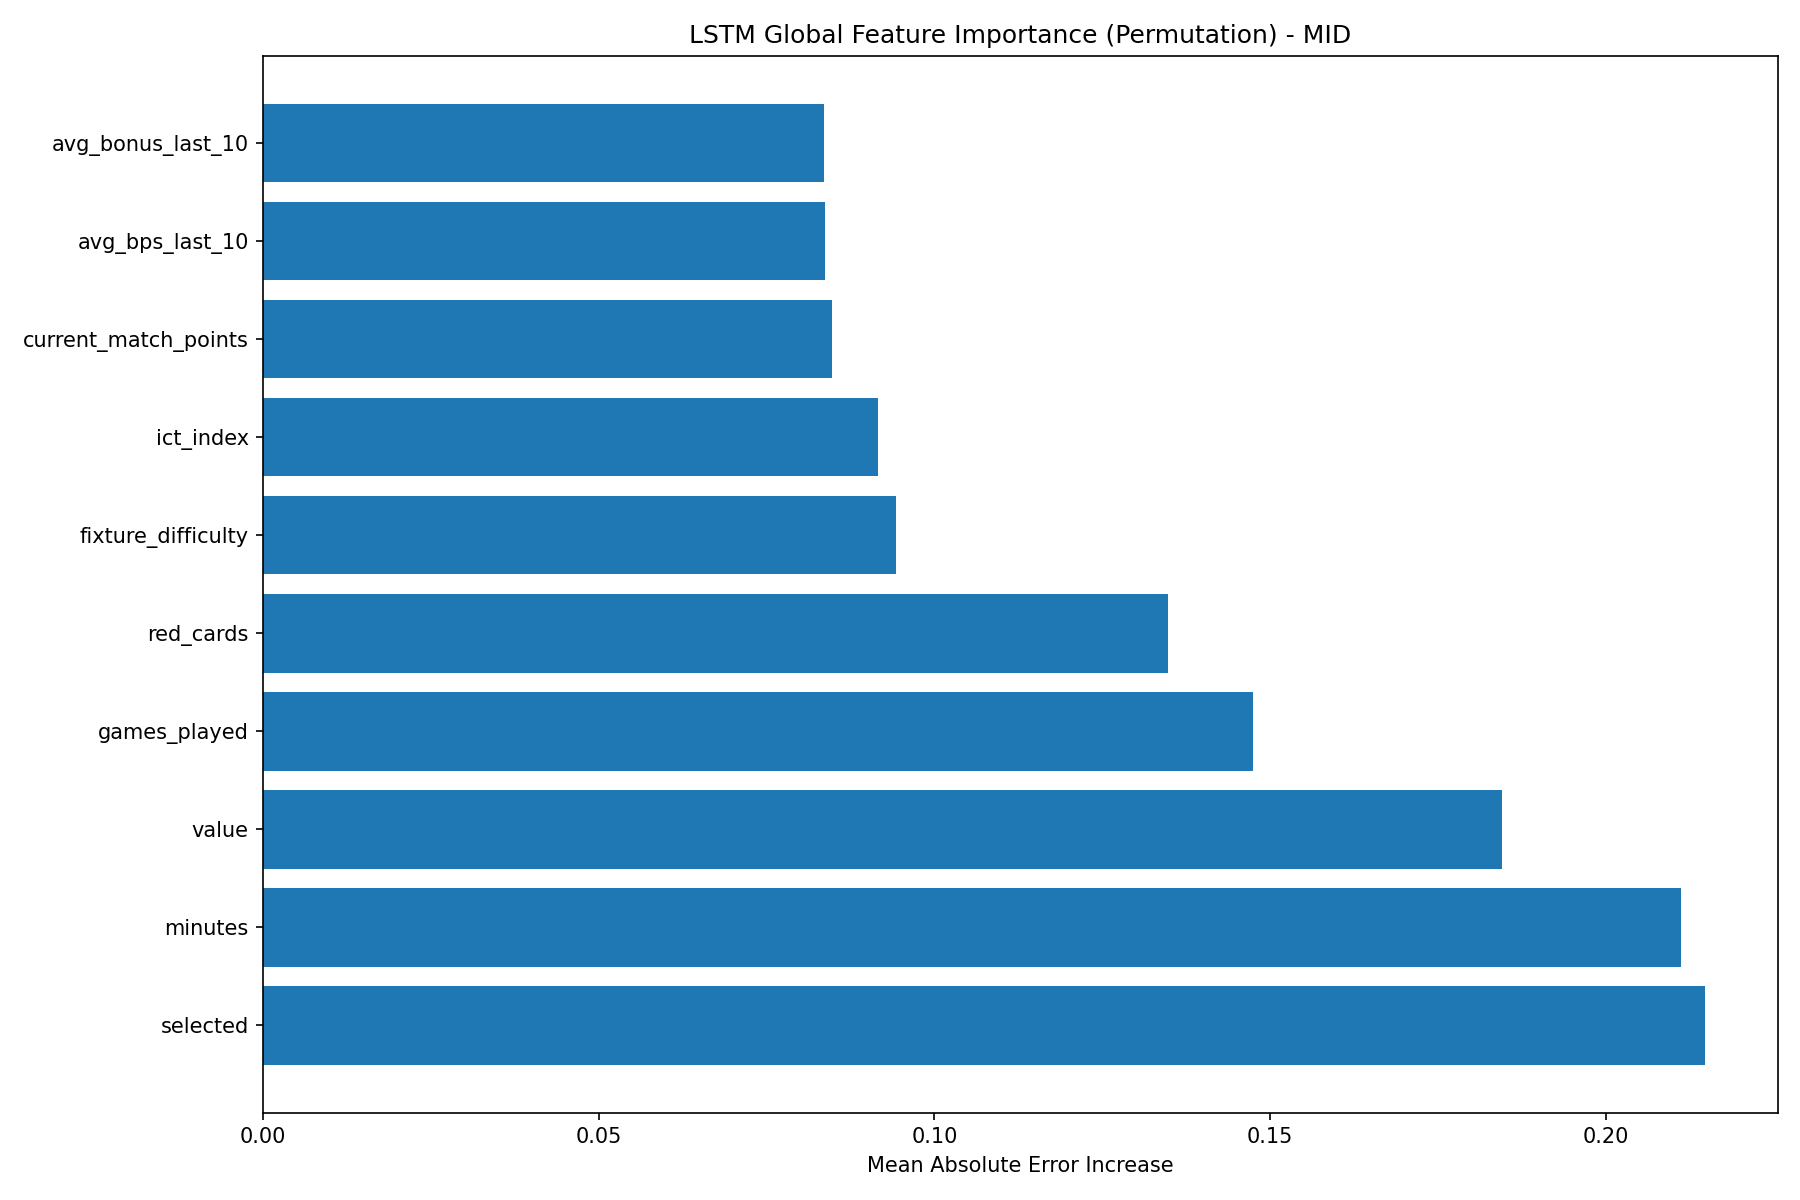 LSTM Global Feature Importance (Permutation) - MID
avg_bonus_last_10
avg_bps_last_10
current_match_points
ict_index
fixture_difficulty
red_cards
games_played
value
minutes
selected
0.00 0.05 0.10 0.15 0.20
Mean Absolute Error Increase